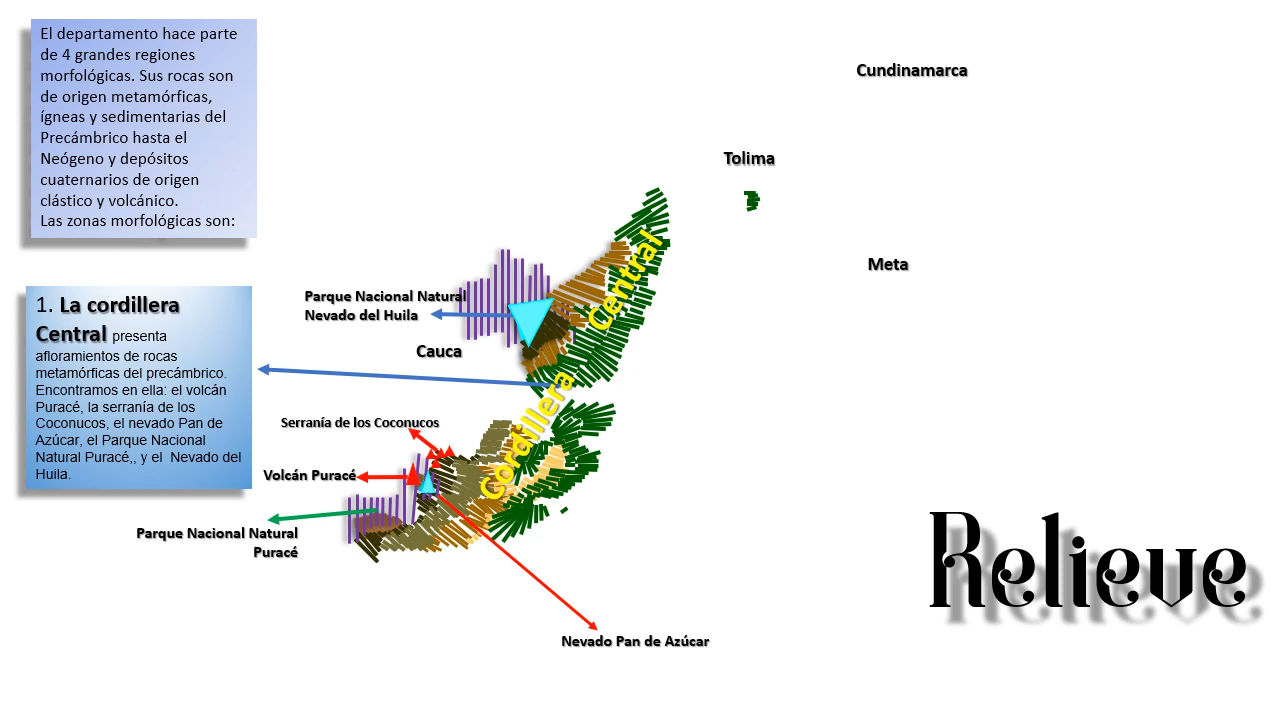 El departamento hace parte
de 4 grandes regiones
morfológicas. Sus rocas son
de origen metamórficas,
ígneas y sedimentarias del
Precámbrico hasta el
Neógeno y depósitos
cuaternarios de origen
clástico y volcánico.
Las zonas morfológicas son:
Cundinamarca
Tolima
Meta
1. La cordillera
Central presenta
afloramientos de rocas
metamórficas del precámbrico.
Encontramos en ella: el volcán
Puracé, la serranía de los
Coconucos, el nevado Pan de
Azúcar, el Parque Nacional
Natural Puracé,, y el Nevado del
Huila.
Parque Nacional Natural
Nevado del Huila
Cauca
Cordillera Central
Serranía de los Coconucos
Volcán Puracé
Parque Nacional Natural
Puracé
Nevado Pan de Azúcar
Relieve